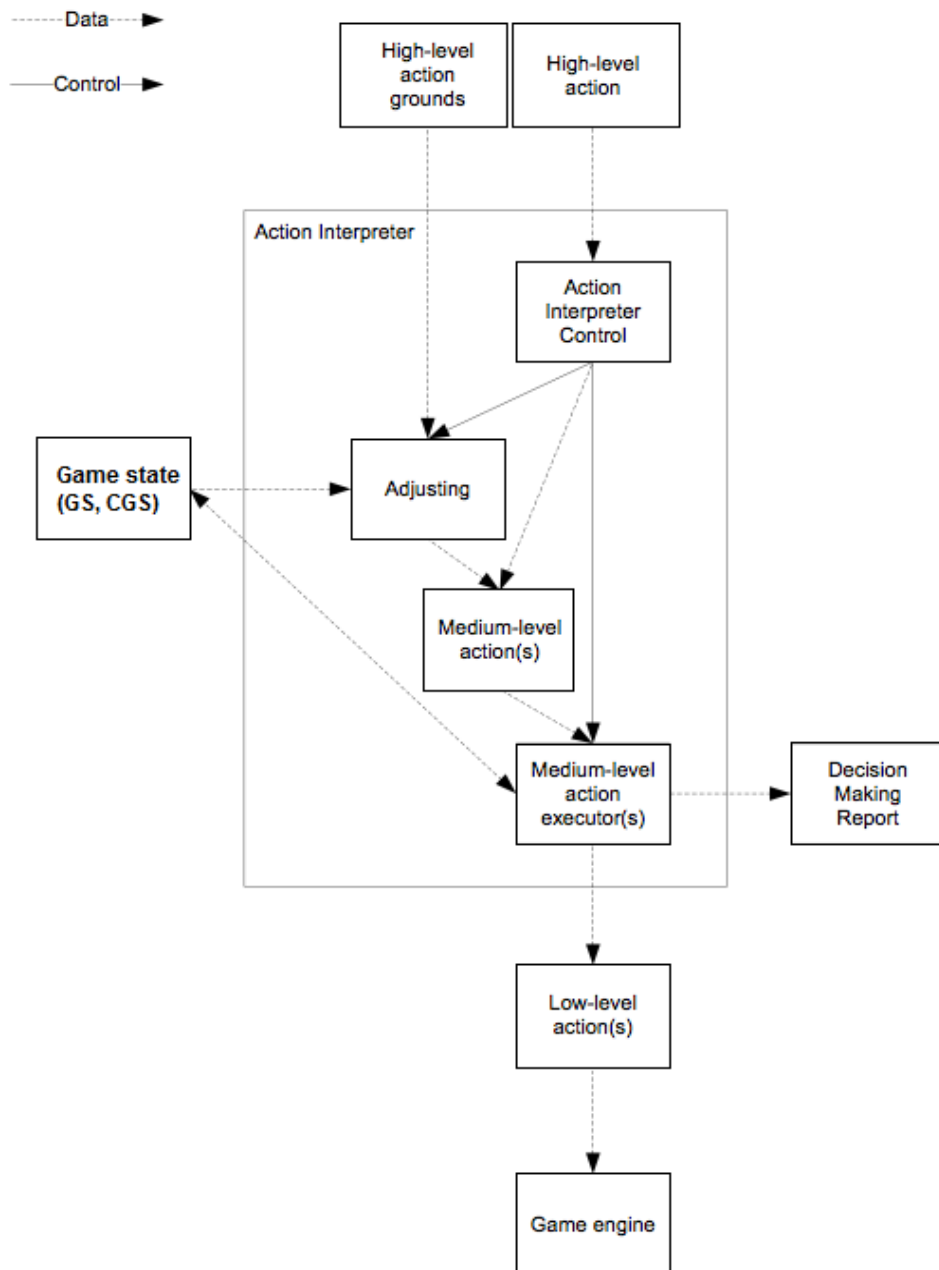 Data
Control
High-level
action
grounds
High-level
action
Action Interpreter
Action
Interpreter
Control
Game state
(GS, CGS)
Adjusting
Medium-level
action(s)
Medium-level
action
executor(s)
Decision
Making
Report
Low-level
action(s)
Game engine